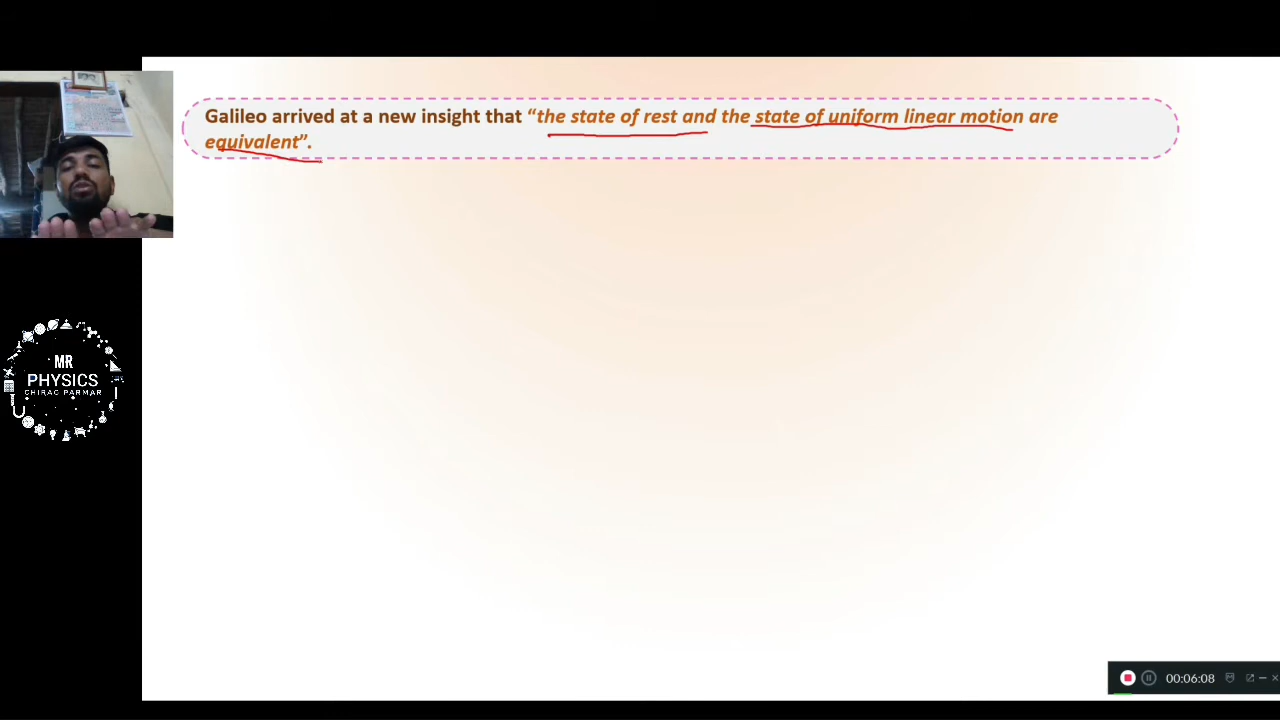 Galileo arrived at a new insight that “the state of rest and the state of uniform linear motion are
equivalent”.
MR
PHYSICS
CHIRAG PARMAR
00:06:08